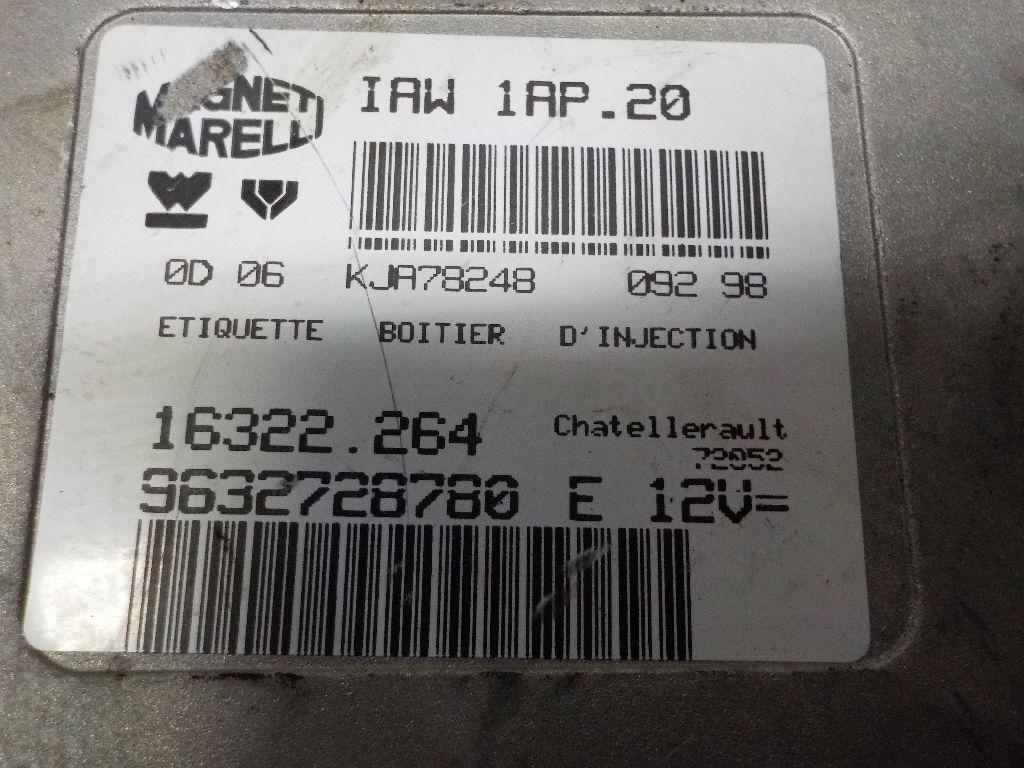 MAGNETI
MARELLI
IAW 1AP.20
0D 06 KJA78248 092 98
ETIQUETTE BOITIER D'INJECTION
16322.264 Chatellerault
72052
9632728780 E 12V=